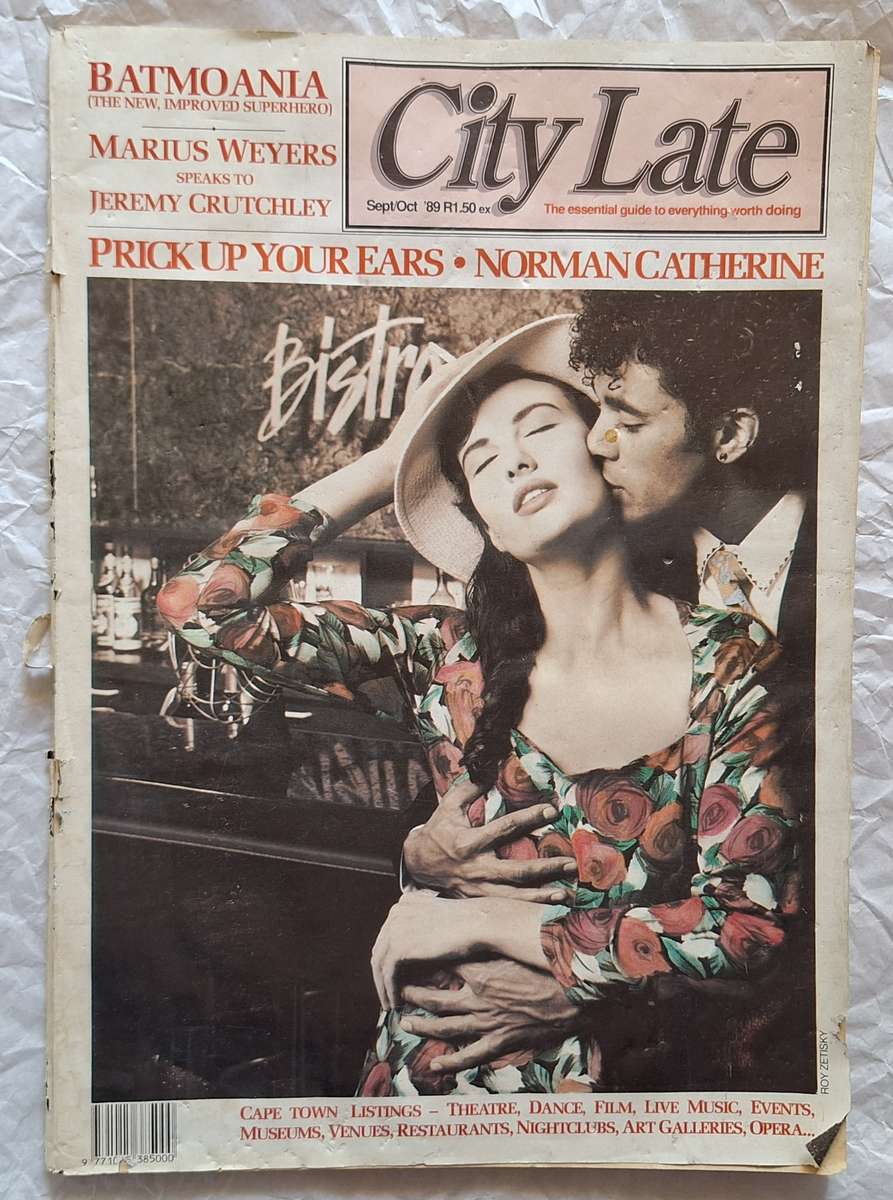 BATMOANIA
(THE NEW, IMPROVED SUPERHERO)
MARIUS WEYERS
SPEAKS TO
JEREMY CRUTCHLEY
City Late
Sept/Oct '89 R1.50 ex
The essential guide to everything worth doing
PRICK UP YOUR EARS • NORMAN CATHERINE
Bistro
ROY ZETISKY
CAPE TOWN LISTINGS – THEATRE, DANCE, FILM, LIVE MUSIC, EVENTS,
MUSEUMS, VENUES, RESTAURANTS, NIGHTCLUBS, ART GALLERIES, OPERA...
385000